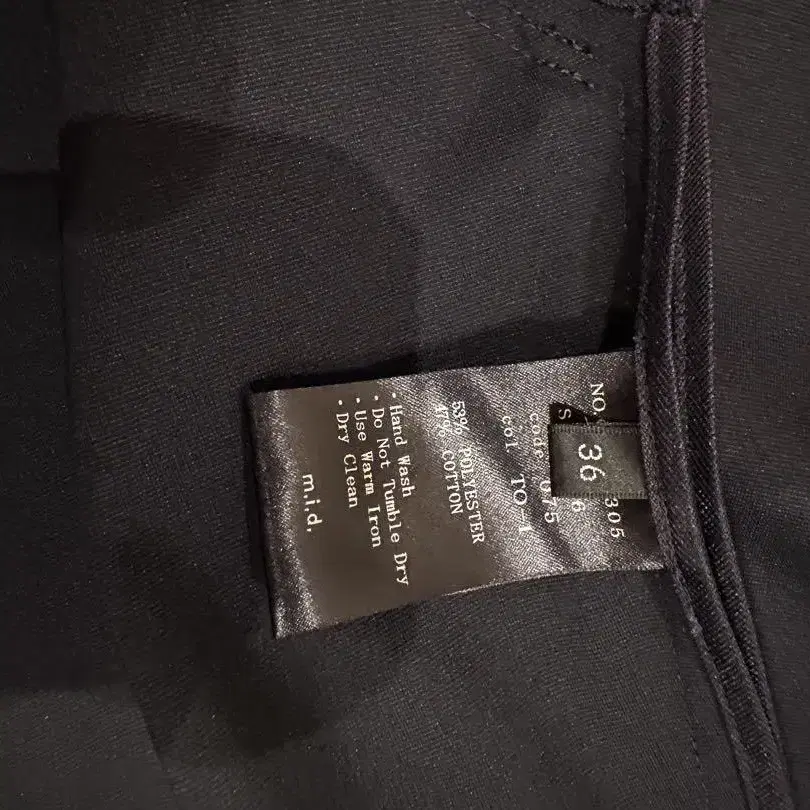 NO. 305
36
S 6
code 0 5
col. TO-1
53% POLYESTER
47% COTTON
・Hand Wash
・Do Not Tumble Dry
・Use Warm Iron
・Dry Clean
m.i.d.